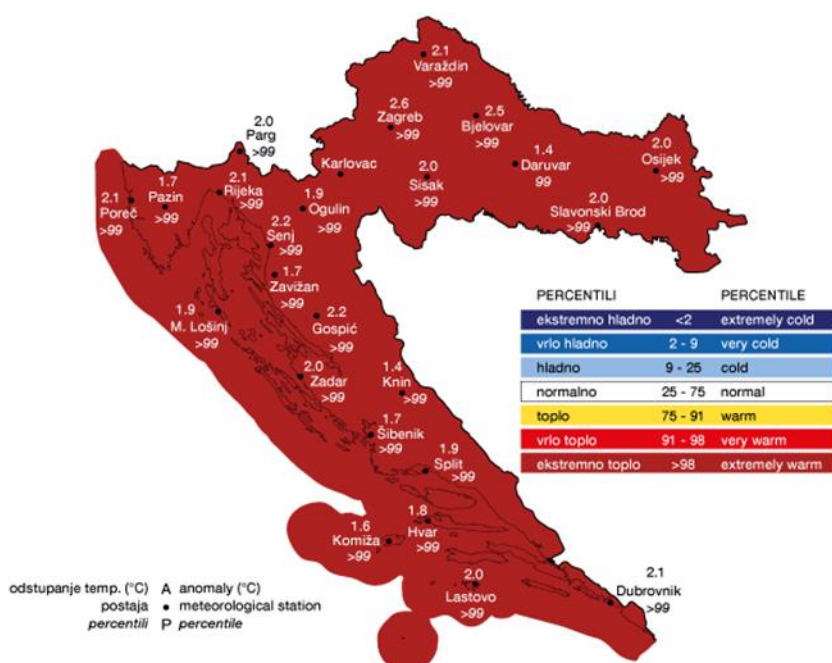 2.1
Varaždin
>99
2.6
Zagreb
>99
2.5
Bjelovar
>99
2.0
Parg
>99
Karlovac
2.0
Sisak
>99
1.4
Daruvar
99
2.0
Osijek
>99
2.0
Slavonski Brod
>99
2.1
Poreč
>99
1.7
Pazin
>99
2.1
Rijeka
>99
1.9
Ogulin
>99
2.2
Senj
>99
1.7
Zavižan
>99
1.9
M. Lošinj
>99
2.2
Gospić
>99
2.0
Zadar
>99
1.4
Knin
>99
1.7
Šibenik
>99
1.9
Split
>99
1.8
Hvar
>99
1.6
Komiža
>99
2.0
Lastovo
>99
2.1
Dubrovnik
>99
PERCENTILI PERCENTILE
ekstremno hladno <2 extremely cold
vrlo hladno 2 - 9 very cold
hladno 9 - 25 cold
normalno 25 - 75 normal
toplo 75 - 91 warm
vrlo toplo 91 - 98 very warm
ekstremno toplo >98 extremely warm
odstupanje temp. (°C) A anomaly (°C)
postaja • meteorological station
percentili P percentile